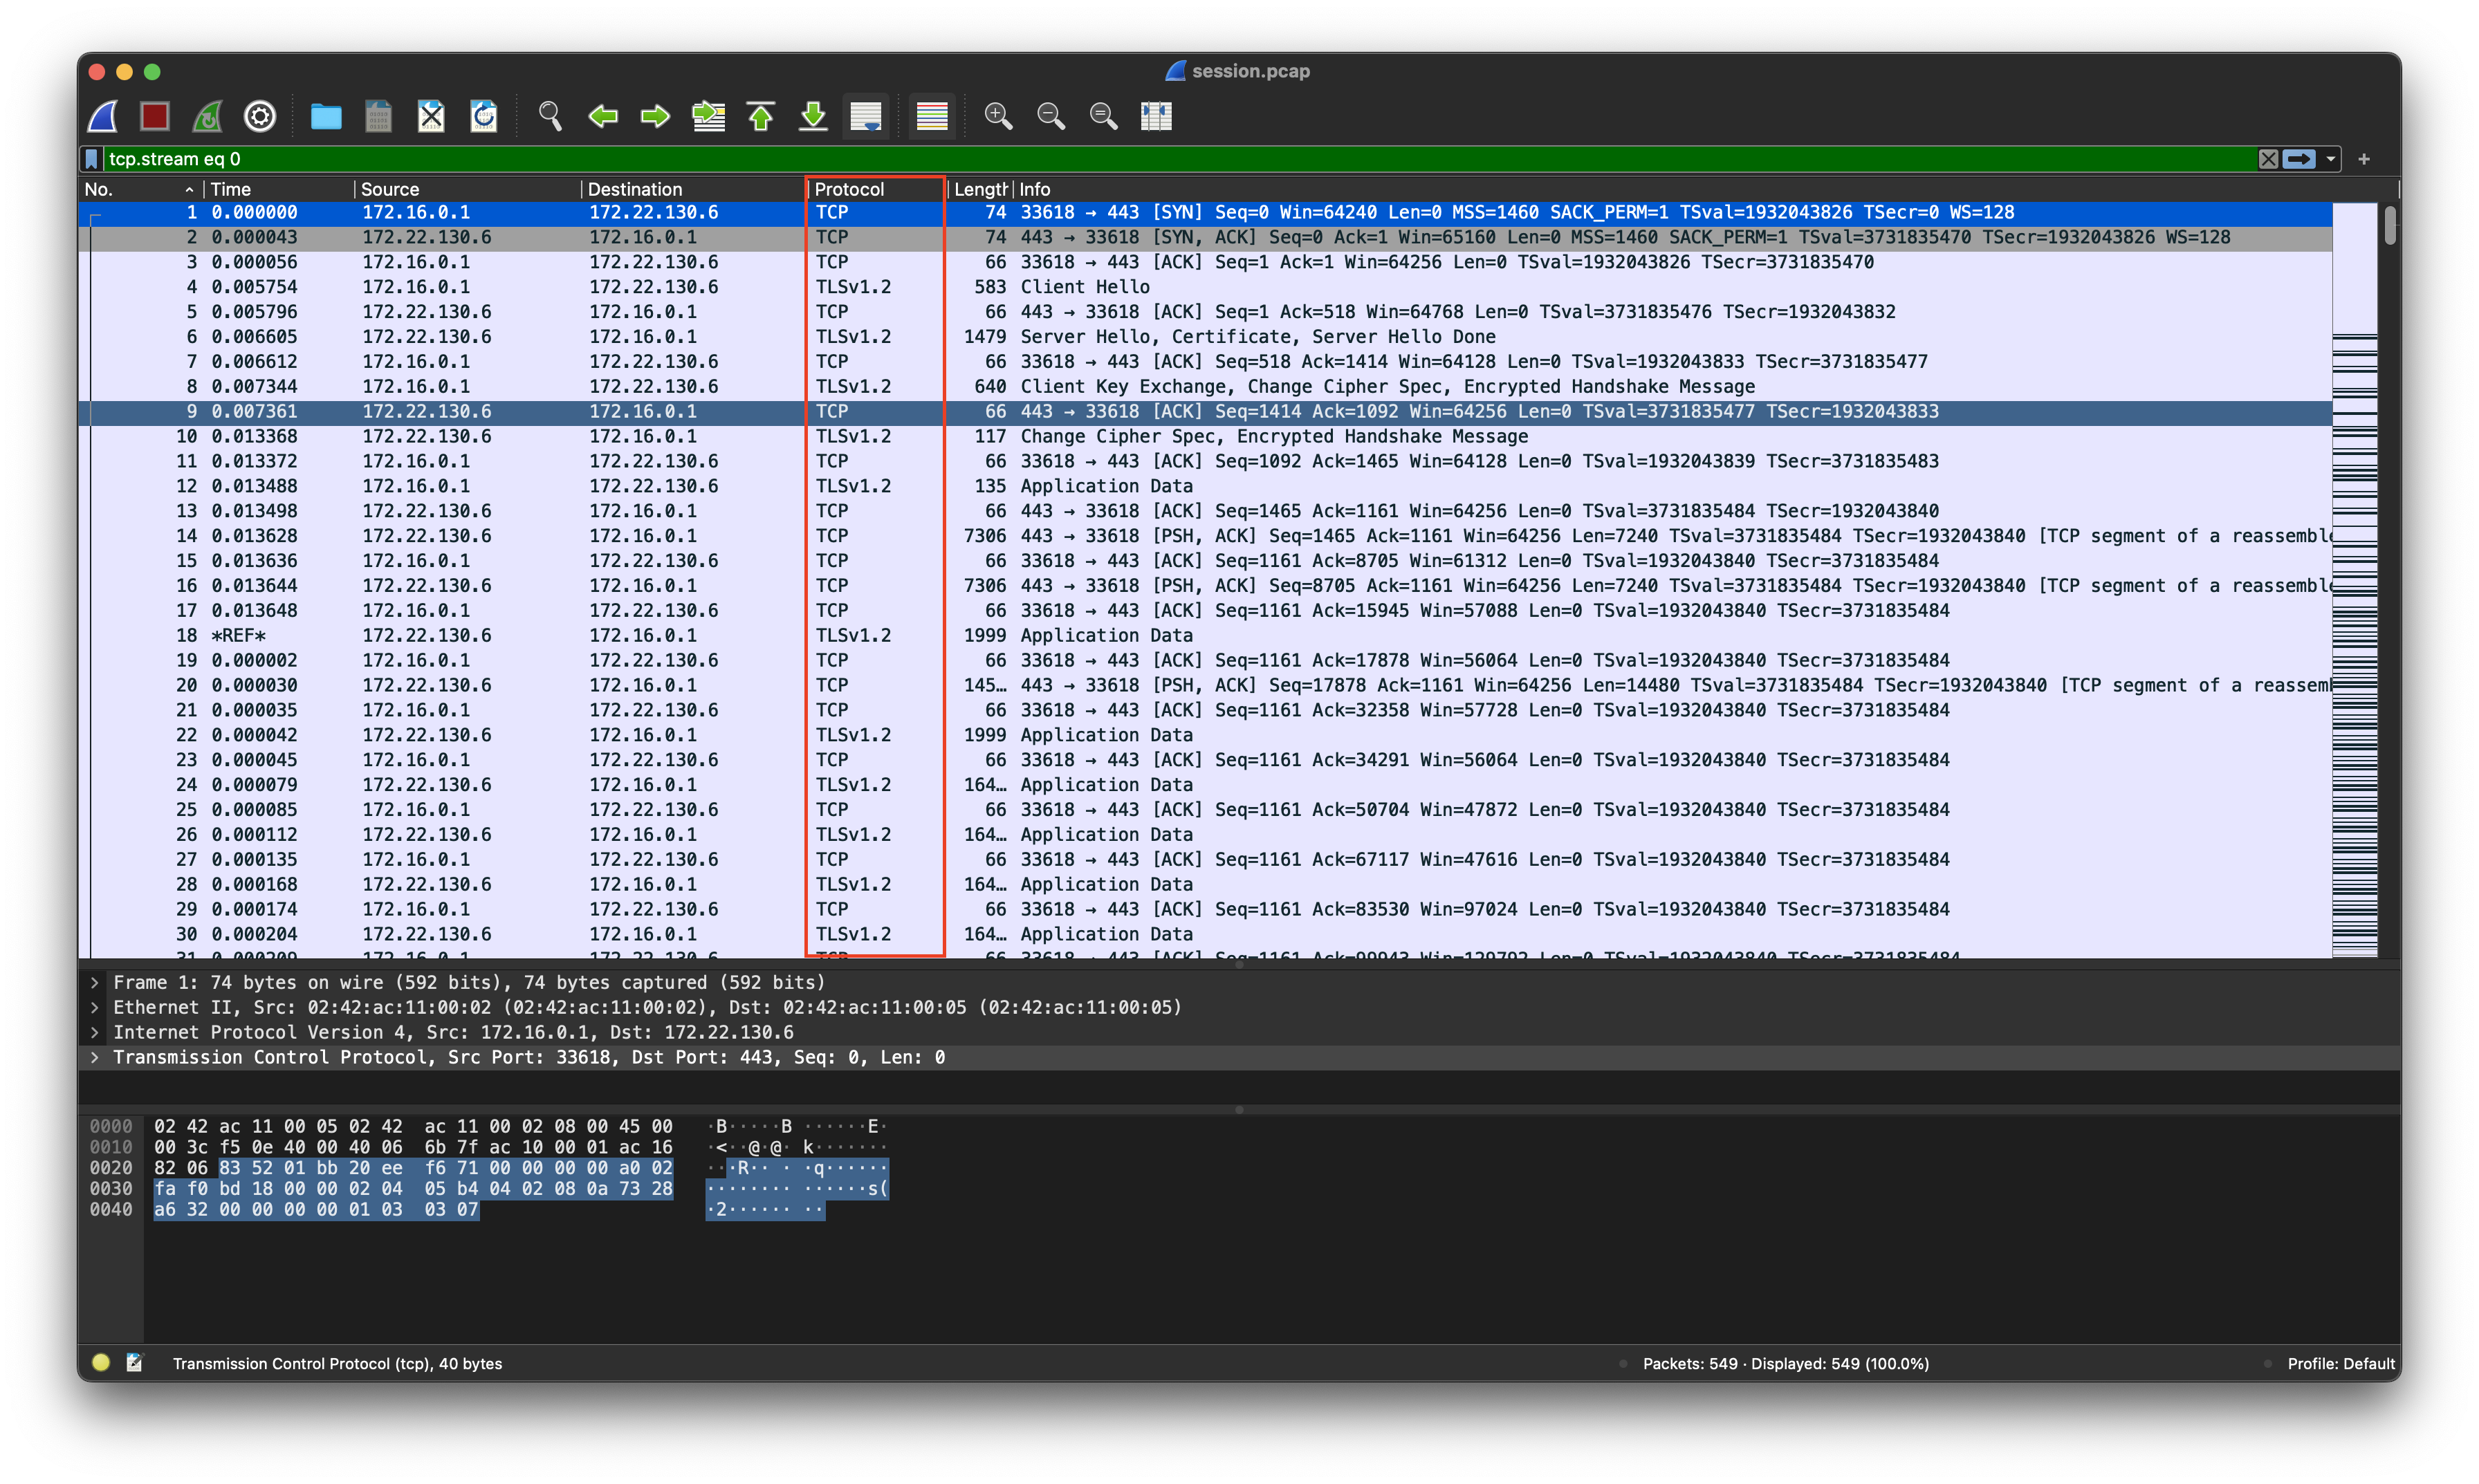 session.pcap
tcp.stream eq 0
No. Time Source Destination Protocol Length Info
1 0.000000 172.16.0.1 172.22.130.6 TCP 74 33618 → 443 [SYN] Seq=0 Win=64240 Len=0 MSS=1460 SACK_PERM=1 TSval=1932043826 TSecr=0 WS=128
2 0.000043 172.22.130.6 172.16.0.1 TCP 74 443 → 33618 [SYN, ACK] Seq=0 Ack=1 Win=65160 Len=0 MSS=1460 SACK_PERM=1 TSval=3731835470 TSecr=1932043826 WS=128
3 0.000056 172.16.0.1 172.22.130.6 TCP 66 33618 → 443 [ACK] Seq=1 Ack=1 Win=64256 Len=0 TSval=1932043826 TSecr=3731835470
4 0.005754 172.16.0.1 172.22.130.6 TLSv1.2 583 Client Hello
5 0.005796 172.22.130.6 172.16.0.1 TCP 66 443 → 33618 [ACK] Seq=1 Ack=518 Win=64768 Len=0 TSval=3731835476 TSecr=1932043832
6 0.006605 172.22.130.6 172.16.0.1 TLSv1.2 1479 Server Hello, Certificate, Server Hello Done
7 0.006612 172.16.0.1 172.22.130.6 TCP 66 33618 → 443 [ACK] Seq=518 Ack=1414 Win=64128 Len=0 TSval=1932043833 TSecr=3731835477
8 0.007344 172.16.0.1 172.22.130.6 TLSv1.2 640 Client Key Exchange, Change Cipher Spec, Encrypted Handshake Message
9 0.007361 172.22.130.6 172.16.0.1 TCP 66 443 → 33618 [ACK] Seq=1414 Ack=1092 Win=64256 Len=0 TSval=3731835477 TSecr=1932043833
10 0.013368 172.22.130.6 172.16.0.1 TLSv1.2 117 Change Cipher Spec, Encrypted Handshake Message
11 0.013372 172.16.0.1 172.22.130.6 TCP 66 33618 → 443 [ACK] Seq=1092 Ack=1465 Win=64128 Len=0 TSval=1932043839 TSecr=3731835483
12 0.013488 172.16.0.1 172.22.130.6 TLSv1.2 135 Application Data
13 0.013498 172.22.130.6 172.16.0.1 TCP 66 443 → 33618 [ACK] Seq=1465 Ack=1161 Win=64256 Len=0 TSval=3731835484 TSecr=1932043840
14 0.013628 172.22.130.6 172.16.0.1 TCP 7306 443 → 33618 [PSH, ACK] Seq=1465 Ack=1161 Win=64256 Len=7240 TSval=3731835484 TSecr=1932043840 [TCP segment of a reassemble
15 0.013636 172.16.0.1 172.22.130.6 TCP 66 33618 → 443 [ACK] Seq=1161 Ack=8705 Win=61312 Len=0 TSval=1932043840 TSecr=3731835484
16 0.013644 172.22.130.6 172.16.0.1 TCP 7306 443 → 33618 [PSH, ACK] Seq=8705 Ack=1161 Win=64256 Len=7240 TSval=3731835484 TSecr=1932043840 [TCP segment of a reassemble
17 0.013648 172.16.0.1 172.22.130.6 TCP 66 33618 → 443 [ACK] Seq=1161 Ack=15945 Win=57088 Len=0 TSval=1932043840 TSecr=3731835484
18 *REF* 172.22.130.6 172.16.0.1 TLSv1.2 1999 Application Data
19 0.000002 172.16.0.1 172.22.130.6 TCP 66 33618 → 443 [ACK] Seq=1161 Ack=17878 Win=56064 Len=0 TSval=1932043840 TSecr=3731835484
20 0.000030 172.22.130.6 172.16.0.1 TCP 145… 443 → 33618 [PSH, ACK] Seq=17878 Ack=1161 Win=64256 Len=14480 TSval=3731835484 TSecr=1932043840 [TCP segment of a reassem
21 0.000035 172.16.0.1 172.22.130.6 TCP 66 33618 → 443 [ACK] Seq=1161 Ack=32358 Win=57728 Len=0 TSval=1932043840 TSecr=3731835484
22 0.000042 172.22.130.6 172.16.0.1 TLSv1.2 1999 Application Data
23 0.000045 172.16.0.1 172.22.130.6 TCP 66 33618 → 443 [ACK] Seq=1161 Ack=34291 Win=56064 Len=0 TSval=1932043840 TSecr=3731835484
24 0.000079 172.22.130.6 172.16.0.1 TLSv1.2 164… Application Data
25 0.000085 172.16.0.1 172.22.130.6 TCP 66 33618 → 443 [ACK] Seq=1161 Ack=50704 Win=47872 Len=0 TSval=1932043840 TSecr=3731835484
26 0.000112 172.22.130.6 172.16.0.1 TLSv1.2 164… Application Data
27 0.000135 172.16.0.1 172.22.130.6 TCP 66 33618 → 443 [ACK] Seq=1161 Ack=67117 Win=47616 Len=0 TSval=1932043840 TSecr=3731835484
28 0.000168 172.22.130.6 172.16.0.1 TLSv1.2 164… Application Data
29 0.000174 172.16.0.1 172.22.130.6 TCP 66 33618 → 443 [ACK] Seq=1161 Ack=83530 Win=97024 Len=0 TSval=1932043840 TSecr=3731835484
30 0.000204 172.22.130.6 172.16.0.1 TLSv1.2 164… Application Data
31 0.000209 172.16.0.1 172.22.130.6 TCP 66 33618 → 443 [ACK] Seq=1161 Ack=99943 Win=129792 Len=0 TSval=1932043840 TSecr=3731835484
Frame 1: 74 bytes on wire (592 bits), 74 bytes captured (592 bits)
Ethernet II, Src: 02:42:ac:11:00:02 (02:42:ac:11:00:02), Dst: 02:42:ac:11:00:05 (02:42:ac:11:00:05)
Internet Protocol Version 4, Src: 172.16.0.1, Dst: 172.22.130.6
Transmission Control Protocol, Src Port: 33618, Dst Port: 443, Seq: 0, Len: 0
0000 02 42 ac 11 00 05 02 42 ac 11 00 02 08 00 45 00 ·B·····B ······E·
0010 00 3c f5 0e 40 00 40 06 6b 7f ac 10 00 01 ac 16 ·<··@·@· k·······
0020 82 06 83 52 01 bb 20 ee f6 71 00 00 00 00 a0 02 ···R·· · ·q······
0030 fa f0 bd 18 00 00 02 04 05 b4 04 02 08 0a 73 28 ········ ······s(
0040 a6 32 00 00 00 00 01 03 03 07 ·2······ ··
Transmission Control Protocol (tcp), 40 bytes
Packets: 549 · Displayed: 549 (100.0%)
Profile: Default